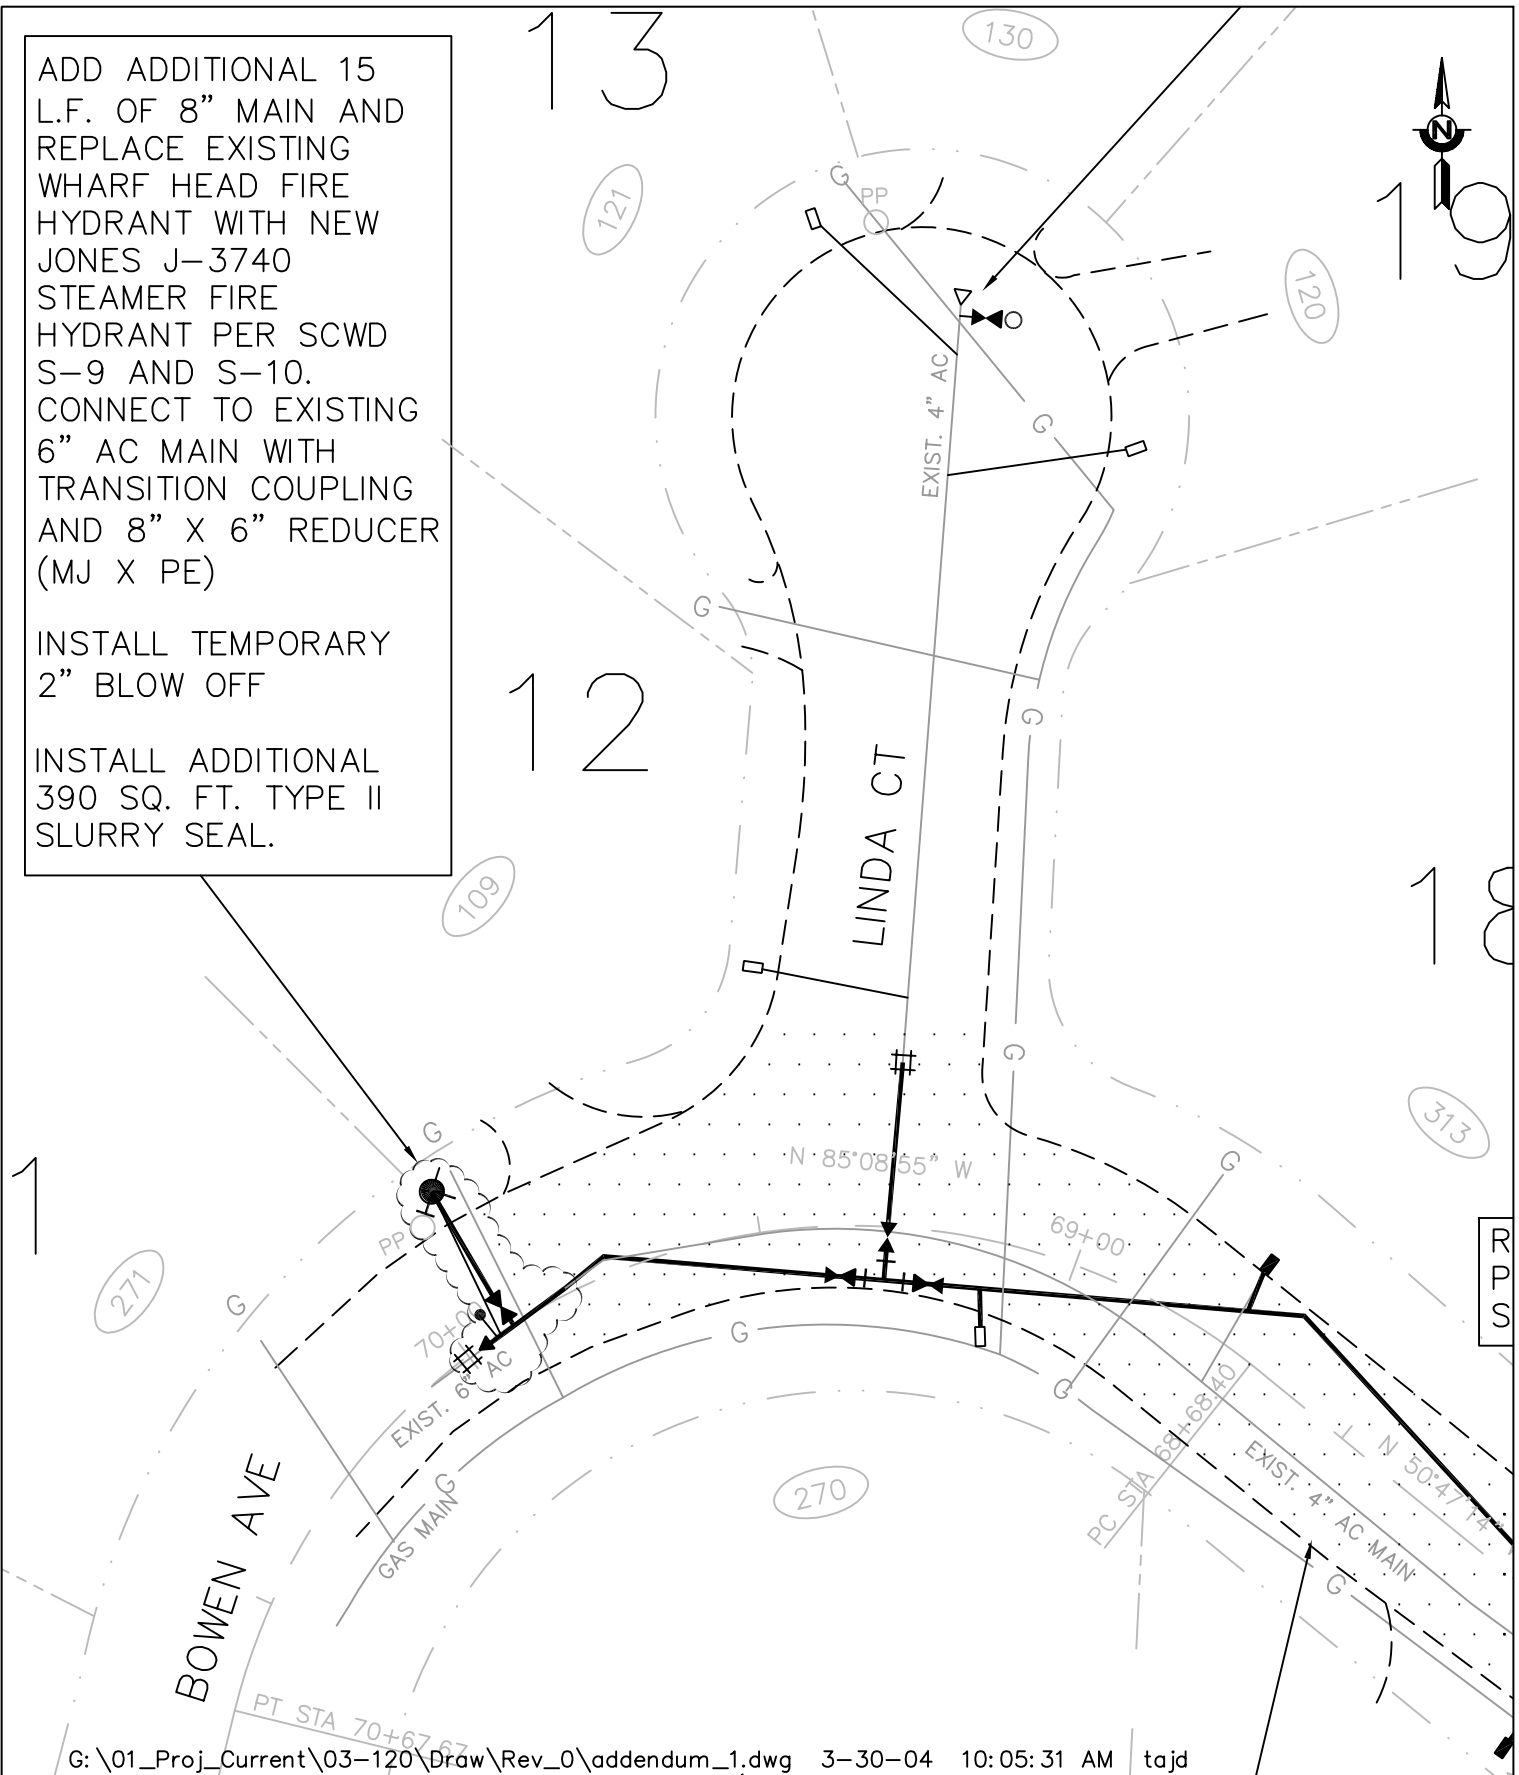 13
130
ADD ADDITIONAL 15
L.F. OF 8” MAIN AND
REPLACE EXISTING
WHARF HEAD FIRE
HYDRANT WITH NEW
JONES J-3740
STEAMER FIRE
HYDRANT PER SCWD
S-9 AND S-10.
CONNECT TO EXISTING
6” AC MAIN WITH
TRANSITION COUPLING
AND 8” X 6” REDUCER
(MJ X PE)
INSTALL TEMPORARY
2” BLOW OFF
INSTALL ADDITIONAL
390 SQ. FT. TYPE II
SLURRY SEAL.
N
19
121
G
PP
120
EXIST. 4” AC
G
G
G
12
LINDA CT
18
109
G
313
G
N 85°08'55” W
G
1
PP
69+00
R
P
S
271
G
70+00
G
6” AC
EXIST.
G
PC STA 68+68.40
N 50°47'14”
EXIST. 4” AC MAIN
270
G
GAS MAIN
G
BOWEN AVE
PT STA 70+67.67
G:\01_Proj_Current\03-120\Draw\Rev_0\addendum_1.dwg 3-30-04 10:05:31 AM tajd